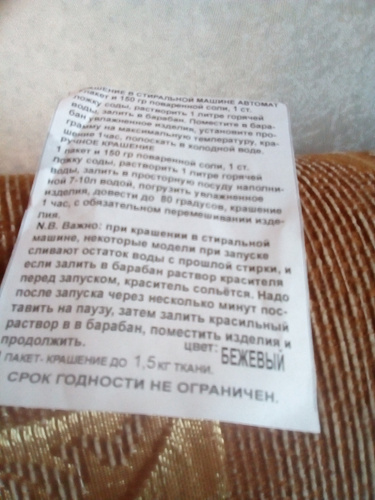 КРАШЕНИЕ В СТИРАЛЬНОЙ МАШИНЕ АВТОМАТ
пакет и 150 гр поваренной соли, 1 ст.
ложку соды, растворить 1 литре горячей
воды, залить в барабан. Поместите в бара-
бан увлажненное изделия, установите про-
грамму на максимальную температуру, кра-
шение 1час, полоскать в холодной воде.
РУЧНОЕ КРАШЕНИЕ
1 пакет и 150 гр поваренной соли, 1 ст.
Ложку соды, растворить 1 литре горячей
воды, залить в просторную посуду наполни-
ной 7-10л водой, погрузить увлажненное
изделия, довести до 80 градусов, крашение
1 час, с обязательном перемешивании изде-
лия.
N.B. Важно: при крашении в стиральной
машине, некоторые модели при запуске
сливают остаток воды с прошлой стирки, и
если залить в барабан раствор красителя
перед запуском, краситель сольётся. Надо
после запуска через несколько минут пос-
тавить на паузу, затем залить красильный
раствор в в барабан, поместить изделия и
продолжить. цвет: БЕЖЕВЫЙ
ПАКЕТ- КРАШЕНИЕ ДО 1,5 КГ ТКАНИ.
СРОК ГОДНОСТИ НЕ ОГРАНИЧЕН.